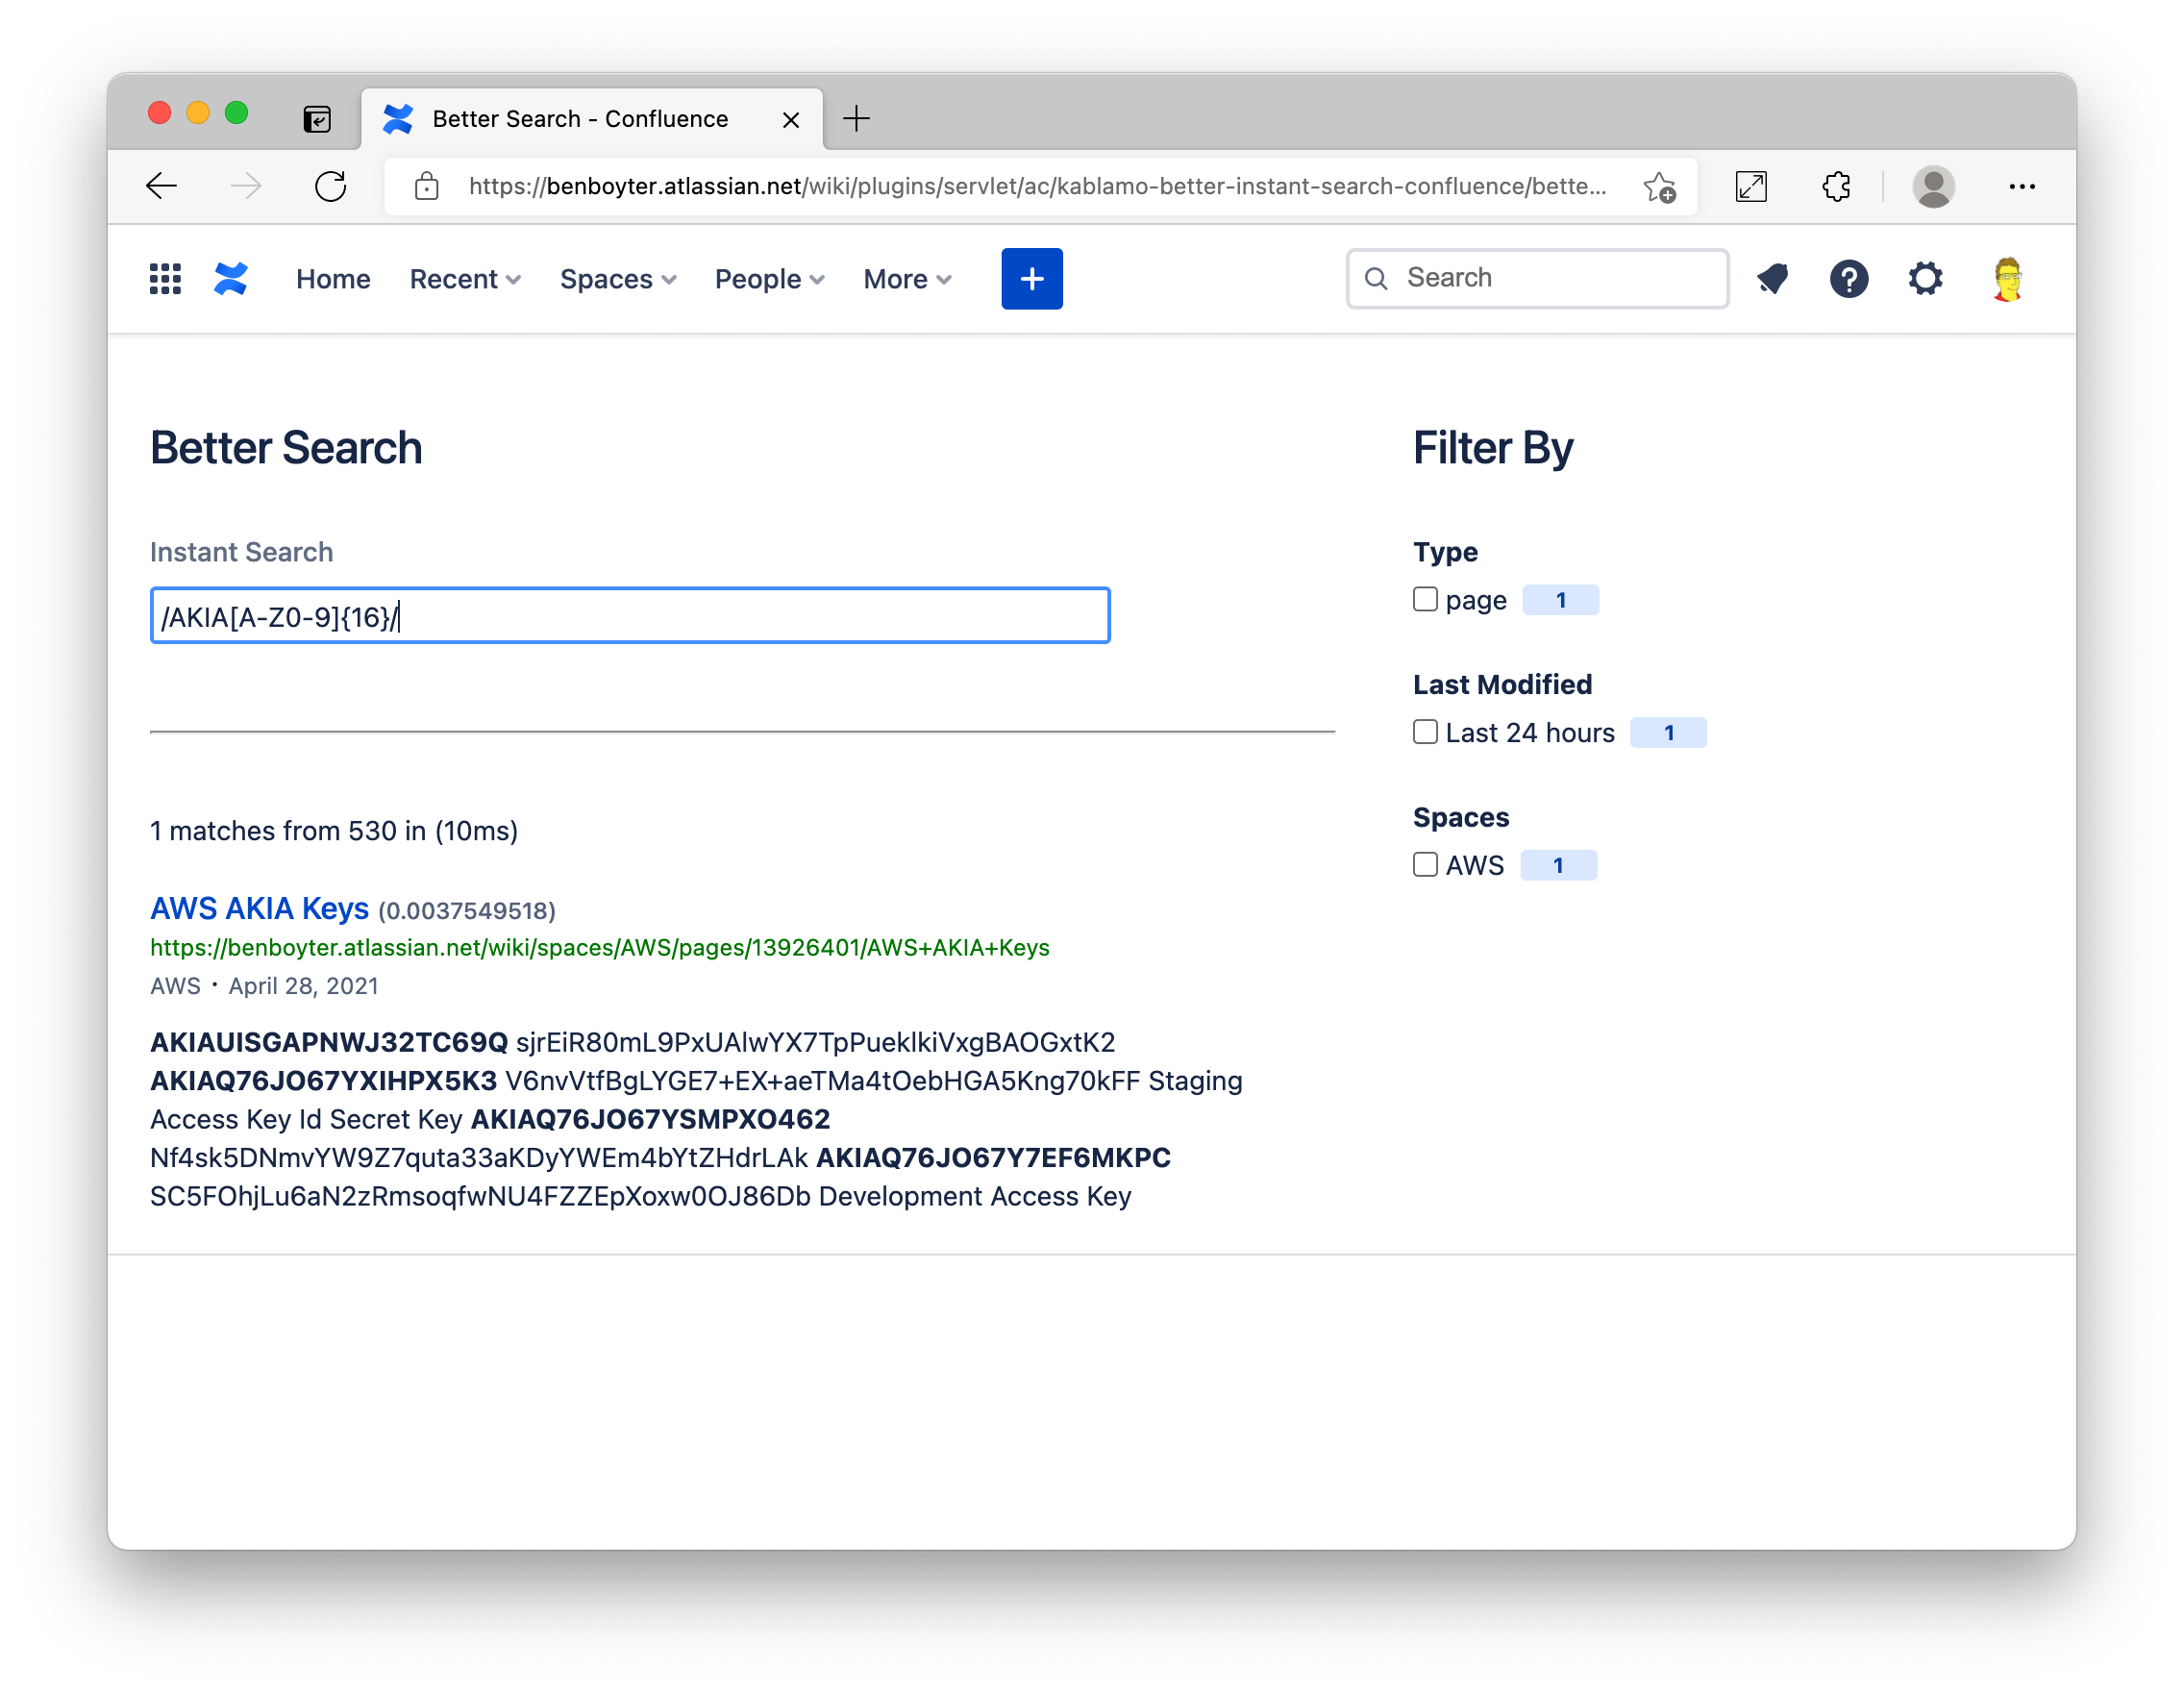 Better Search - Confluence
https://benboyter.atlassian.net/wiki/plugins/servlet/ac/kablamo-better-instant-search-confluence/bette...
Home Recent Spaces People More + Search
Better Search
Instant Search
/AKIA[A-Z0-9]{16}/
1 matches from 530 in (10ms)
AWS AKIA Keys (0.0037549518)
https://benboyter.atlassian.net/wiki/spaces/AWS/pages/13926401/AWS+AKIA+Keys
AWS • April 28, 2021
AKIAUISGAPNWJ32TC69Q sjrEiR80mL9PxUAlwYX7TpPueklkiVxgBAOGxtK2
AKIAQ76JO67YXIHPX5K3 V6nvVtfBgLYGE7+EX+aeTMa4tOebHGA5Kng70kFF Staging
Access Key Id Secret Key AKIAQ76JO67YSMPXO462
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 AKIAQ76JO67Y7EF6MKPC
SC5FOhjLu6aN2zRmsoqfwNU4FZZEpXoxw0OJ86Db Development Access Key
Filter By
Type
page 1
Last Modified
Last 24 hours 1
Spaces
AWS 1